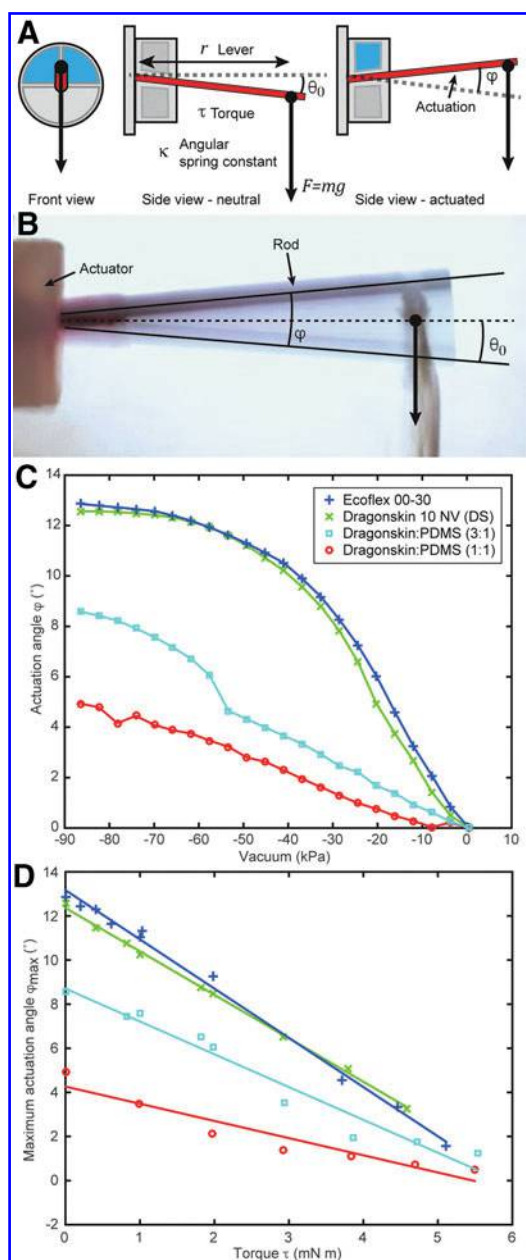 A
r Lever
θ0
τ Torque
κ Angular
spring constant
F=mg
φ
Actuation
Front view
Side view - neutral
Side view - actuated
B
Actuator
Rod
φ
θ0
C
14
12
10
8
6
4
2
0
Actuation angle φ (°)
+ Ecoflex 00-30
× Dragonskin 10 NV (DS)
Dragonskin:PDMS (3:1)
Dragonskin:PDMS (1:1)
-90 -80 -70 -60 -50 -40 -30 -20 -10 0
Vacuum (kPa)
D
14
12
10
8
6
4
2
0
-2
Maximum actuation angle φmax (°)
0 1 2 3 4 5 6
Torque τ (mN m)